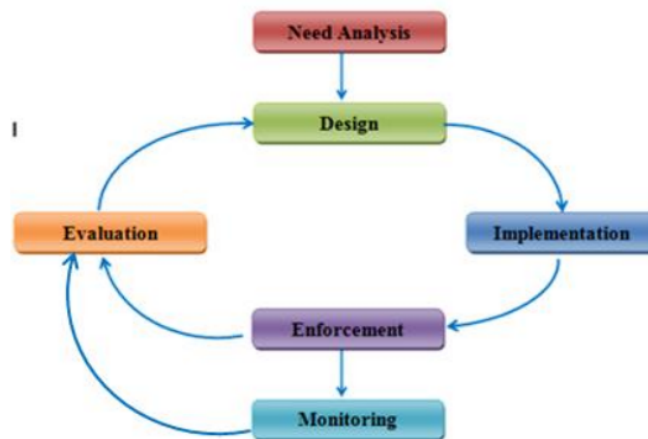 Need Analysis
Design
Evaluation
Implementation
Enforcement
Monitoring